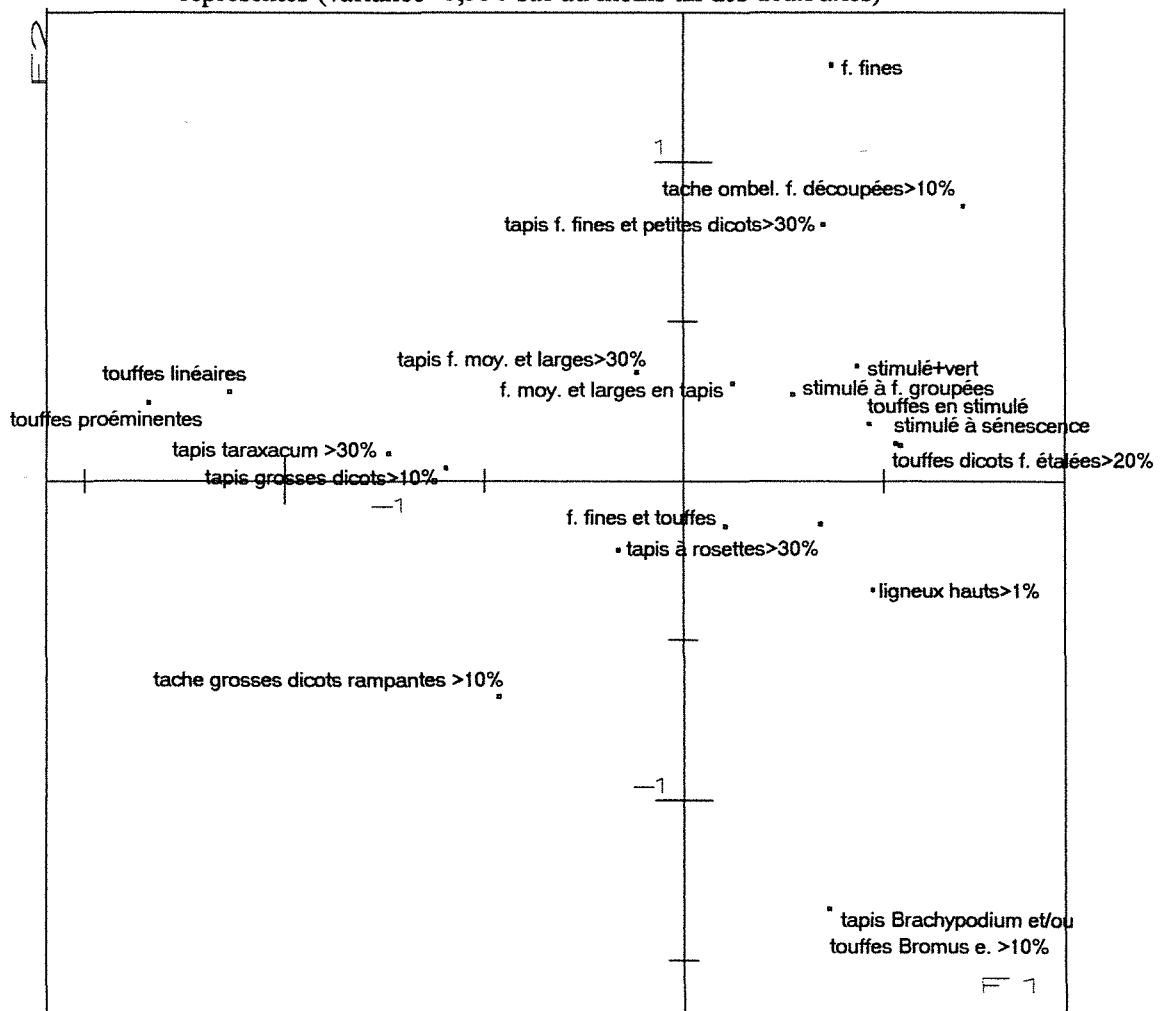 F2
f. fines
1
tache ombel. f. découpées>10%
tapis f. fines et petites dicots>30%
tapis f. moy. et larges>30%
stimulé+vert
touffes linéaires
f. moy. et larges en tapis
stimulé à f. groupées
touffes en stimulé
touffes proéminentes
stimulé à sénescence
tapis taraxacum >30%
touffes dicots f. étalées>20%
tapis grosses dicots>10%
-1
f. fines et touffes
tapis à rosettes>30%
ligneux hauts>1%
tache grosses dicots rampantes >10%
-1
tapis Brachypodium et/ou
touffes Bromus e. >10%
F 1